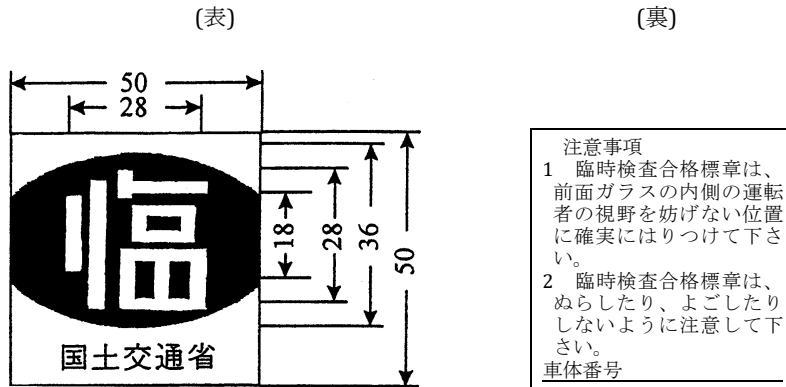 (表)
(裏)
50
28
臨
18
28
36
50
国土交通省
注意事項
1 臨時検査合格標章は、
前面ガラスの内側の運転
者の視野を妨げない位置
に確実にはりつけて下さ
い。
2 臨時検査合格標章は、
ぬらしたり、よごしたり
しないように注意して下
さい。
車体番号